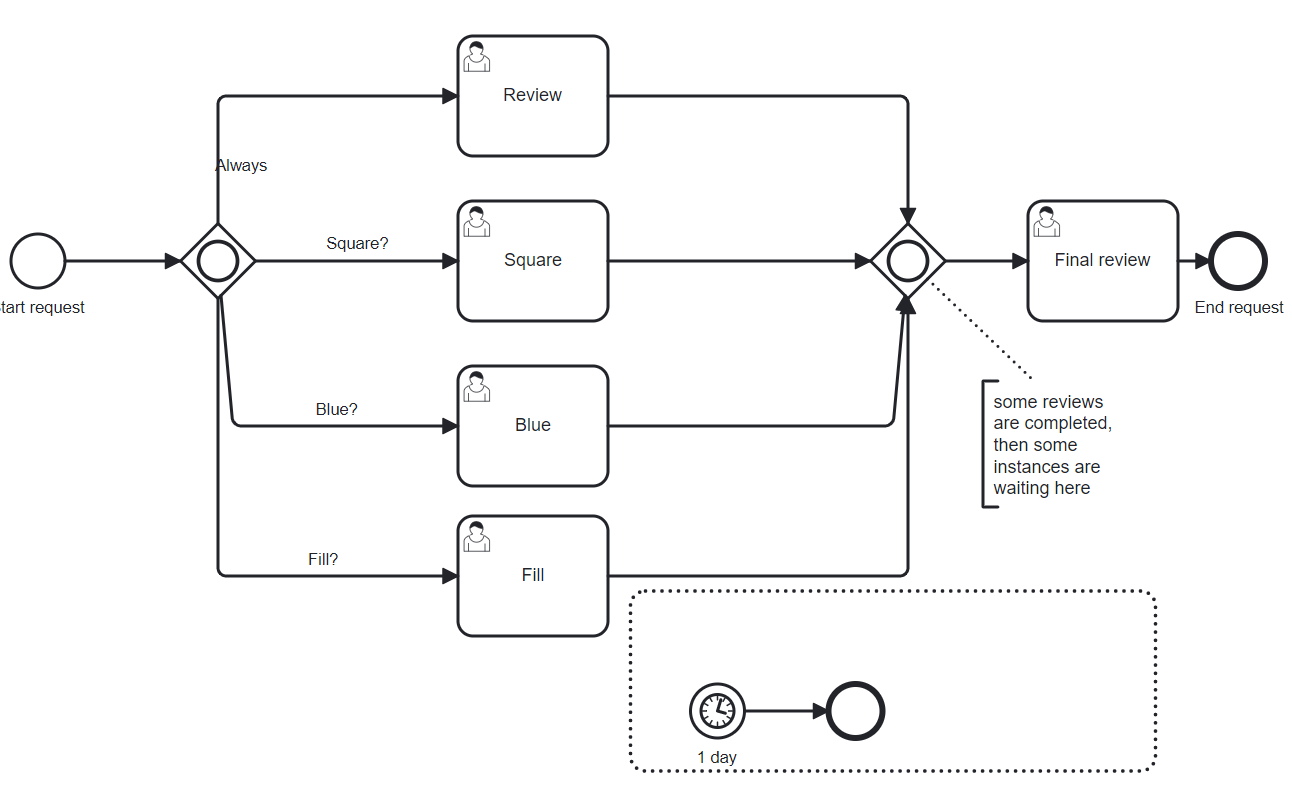 Review
Always
Square?
Square
Final review
tart request
End request
Blue?
Blue
some reviews
are completed,
then some
instances are
waiting here
Fill?
Fill
1 day